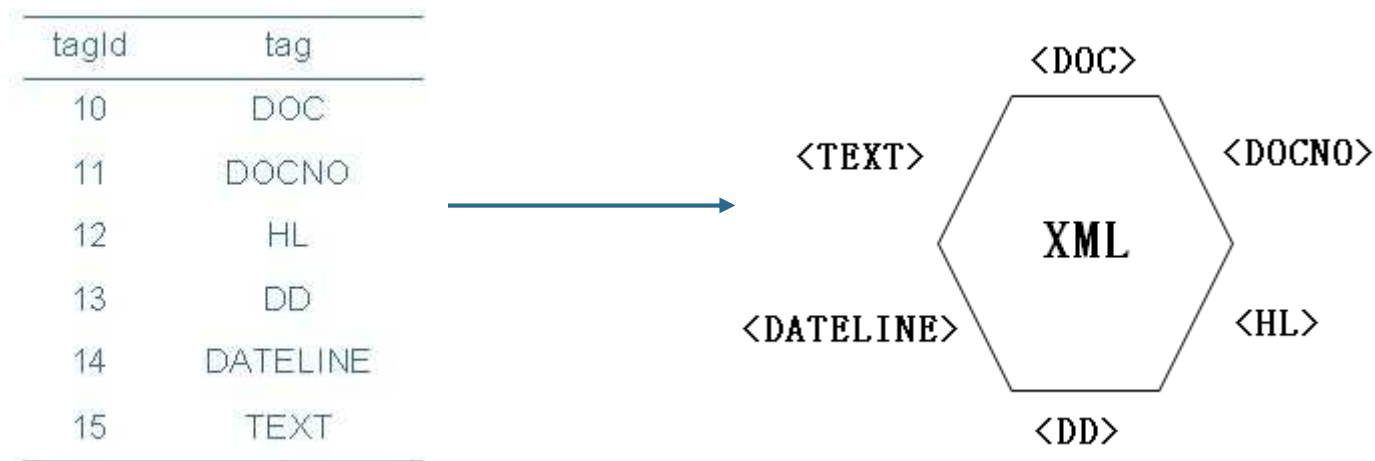 tagId tag
10 DOC
11 DOCNO
12 HL
13 DD
14 DATELINE
15 TEXT
<DOC>
<TEXT> <DOCNO>
XML
<DATELINE> <HL>
<DD>